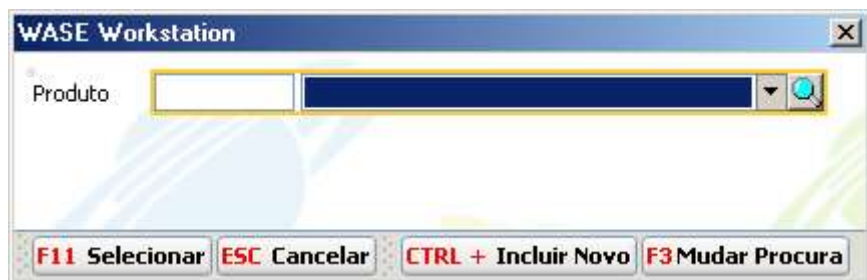 WASE Workstation
Produto
F11 Selecionar ESC Cancelar CTRL + Incluir Novo F3 Mudar Procura